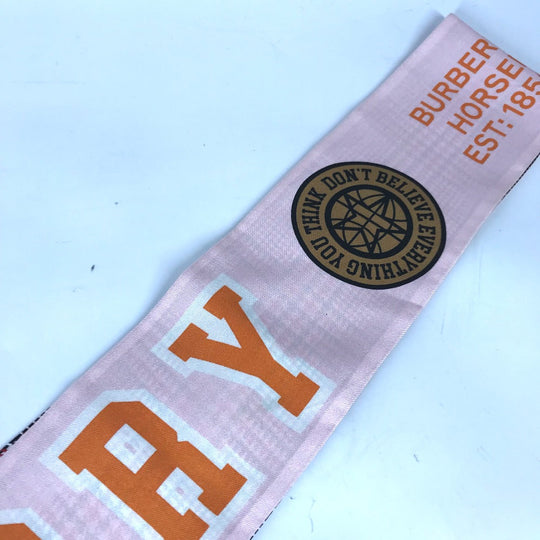 BURBER
HORSE
EST: 185
DON'T BELIEVE EVERYTHING YOU THINK
RY